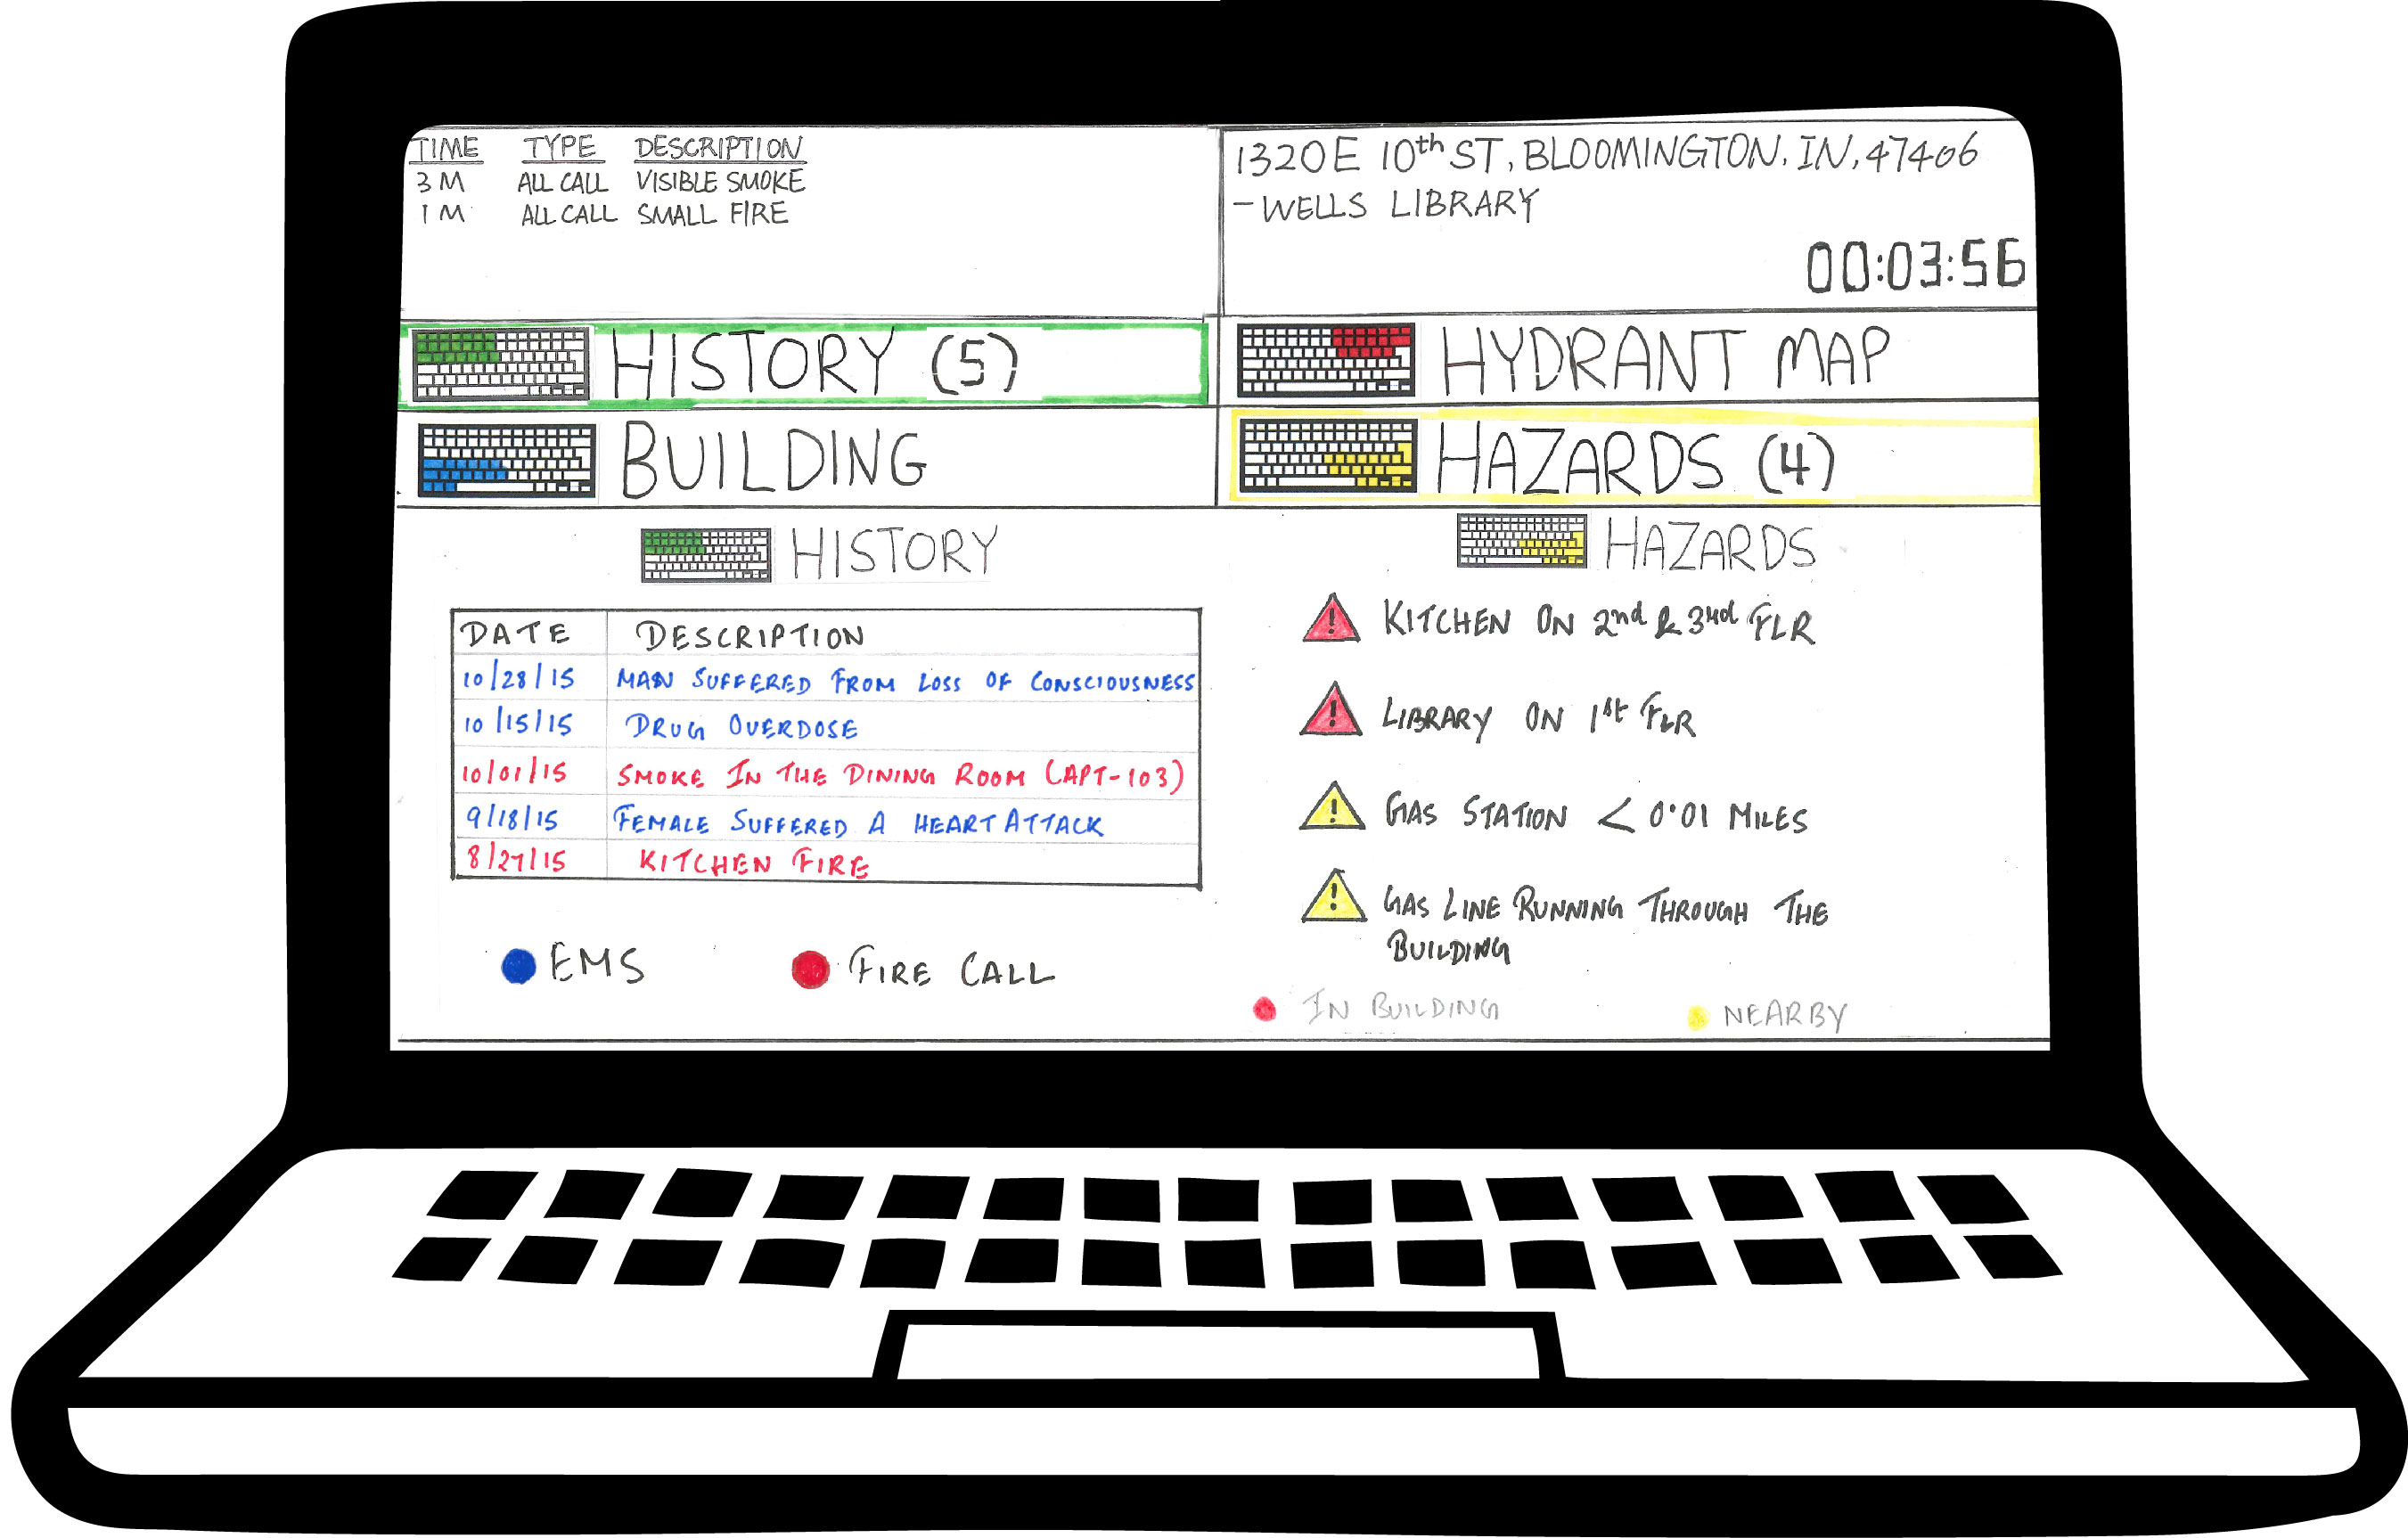 TIME TYPE DESCRIPTION
3 M ALL CALL VISIBLE SMOKE
1 M ALL CALL SMALL FIRE
1320 E 10th ST, BLOOMINGTON, IN, 47406
- WELLS LIBRARY
00:03:56
HISTORY (5)
HYDRANT MAP
BUILDING
HAZARDS (4)
HISTORY
DATE DESCRIPTION
10/28/15 MAN SUFFERED FROM LOSS OF CONSCIOUSNESS
10/15/15 DRUG OVERDOSE
10/01/15 SMOKE IN THE DINING ROOM (APT-103)
9/18/15 FEMALE SUFFERED A HEART ATTACK
8/27/15 KITCHEN FIRE
EMS FIRE CALL
HAZARDS
KITCHEN ON 2nd & 3rd FLR
LIBRARY ON 1st FLR
GAS STATION < 0.01 MILES
GAS LINE RUNNING THROUGH THE
BUILDING
IN BUILDING NEARBY